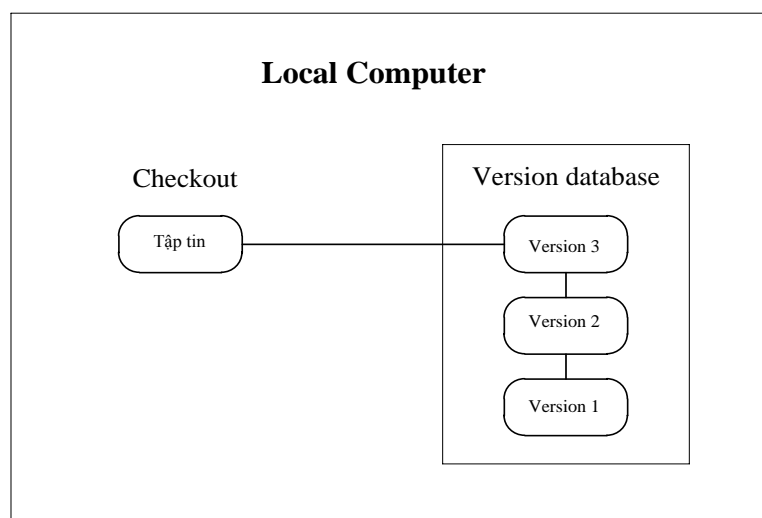 Local Computer
Checkout
Version database
Tập tin
Version 3
Version 2
Version 1